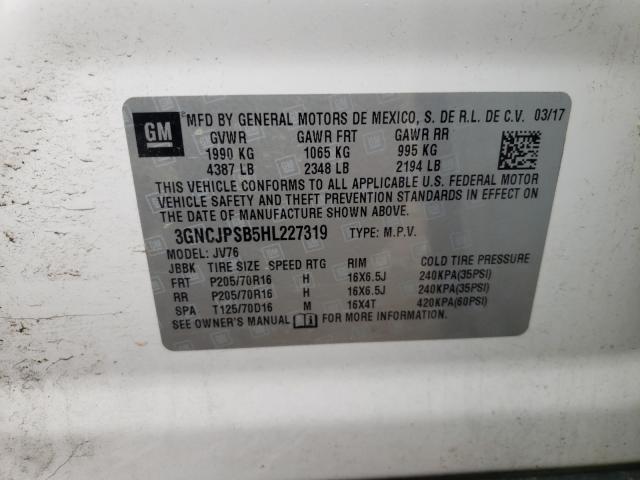 GM
MFD BY GENERAL MOTORS DE MEXICO, S. DE R.L. DE C.V. 03/17
GVWR GAWR FRT GAWR RR
1990 KG 1065 KG 995 KG
4387 LB 2348 LB 2194 LB
THIS VEHICLE CONFORMS TO ALL APPLICABLE U.S. FEDERAL MOTOR
VEHICLE SAFETY AND THEFT PREVENTION STANDARDS IN EFFECT ON
THE DATE OF MANUFACTURE SHOWN ABOVE.
3GNCJPSB5HL227319 TYPE: M.P.V.
MODEL: JV76
JBBK TIRE SIZE SPEED RTG RIM COLD TIRE PRESSURE
FRT P205/70R16 H 16X6.5J 240KPA(35PSI)
RR P205/70R16 H 16X6.5J 240KPA(35PSI)
SPA T125/70D16 M 16X4T 420KPA(60PSI)
SEE OWNER'S MANUAL FOR MORE INFORMATION.